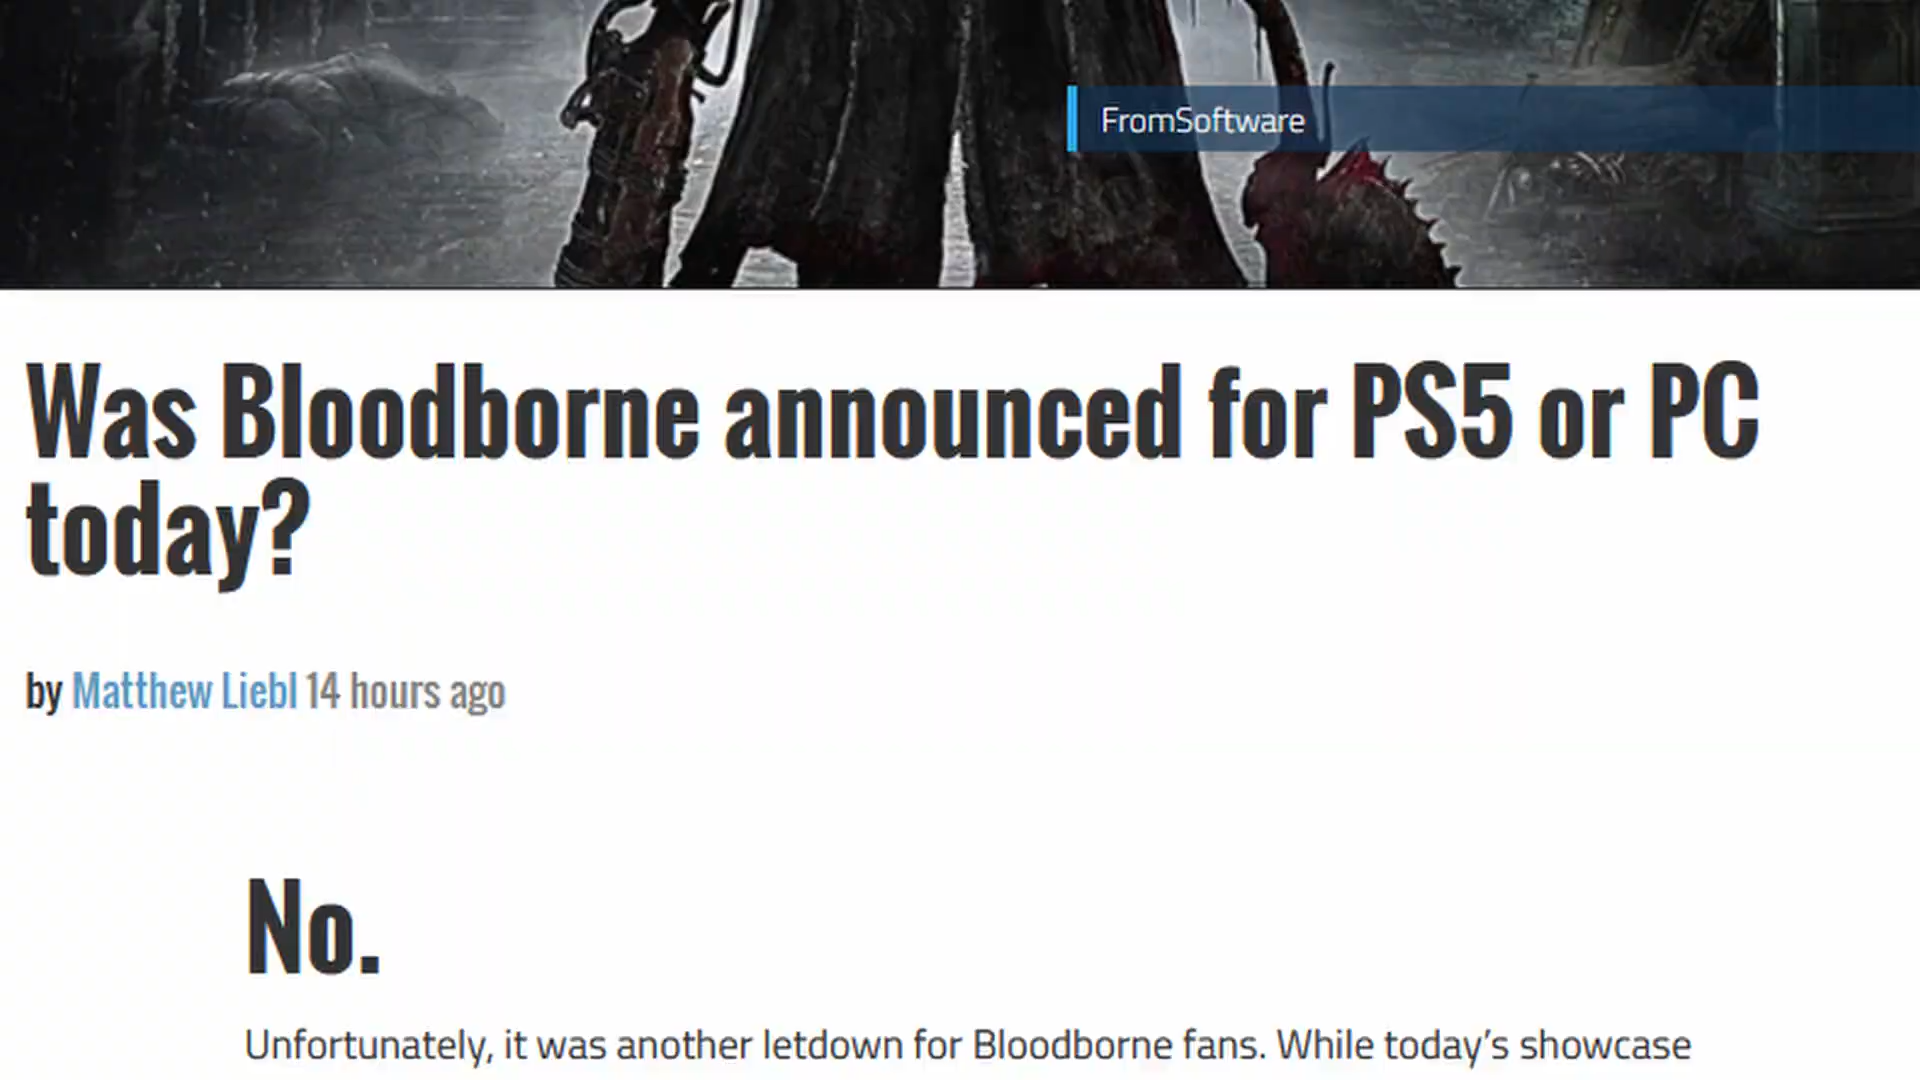 FromSoftware
Was Bloodborne announced for PS5 or PC
today?
by Matthew Liebl 14 hours ago
No.
Unfortunately, it was another letdown for Bloodborne fans. While today’s showcase